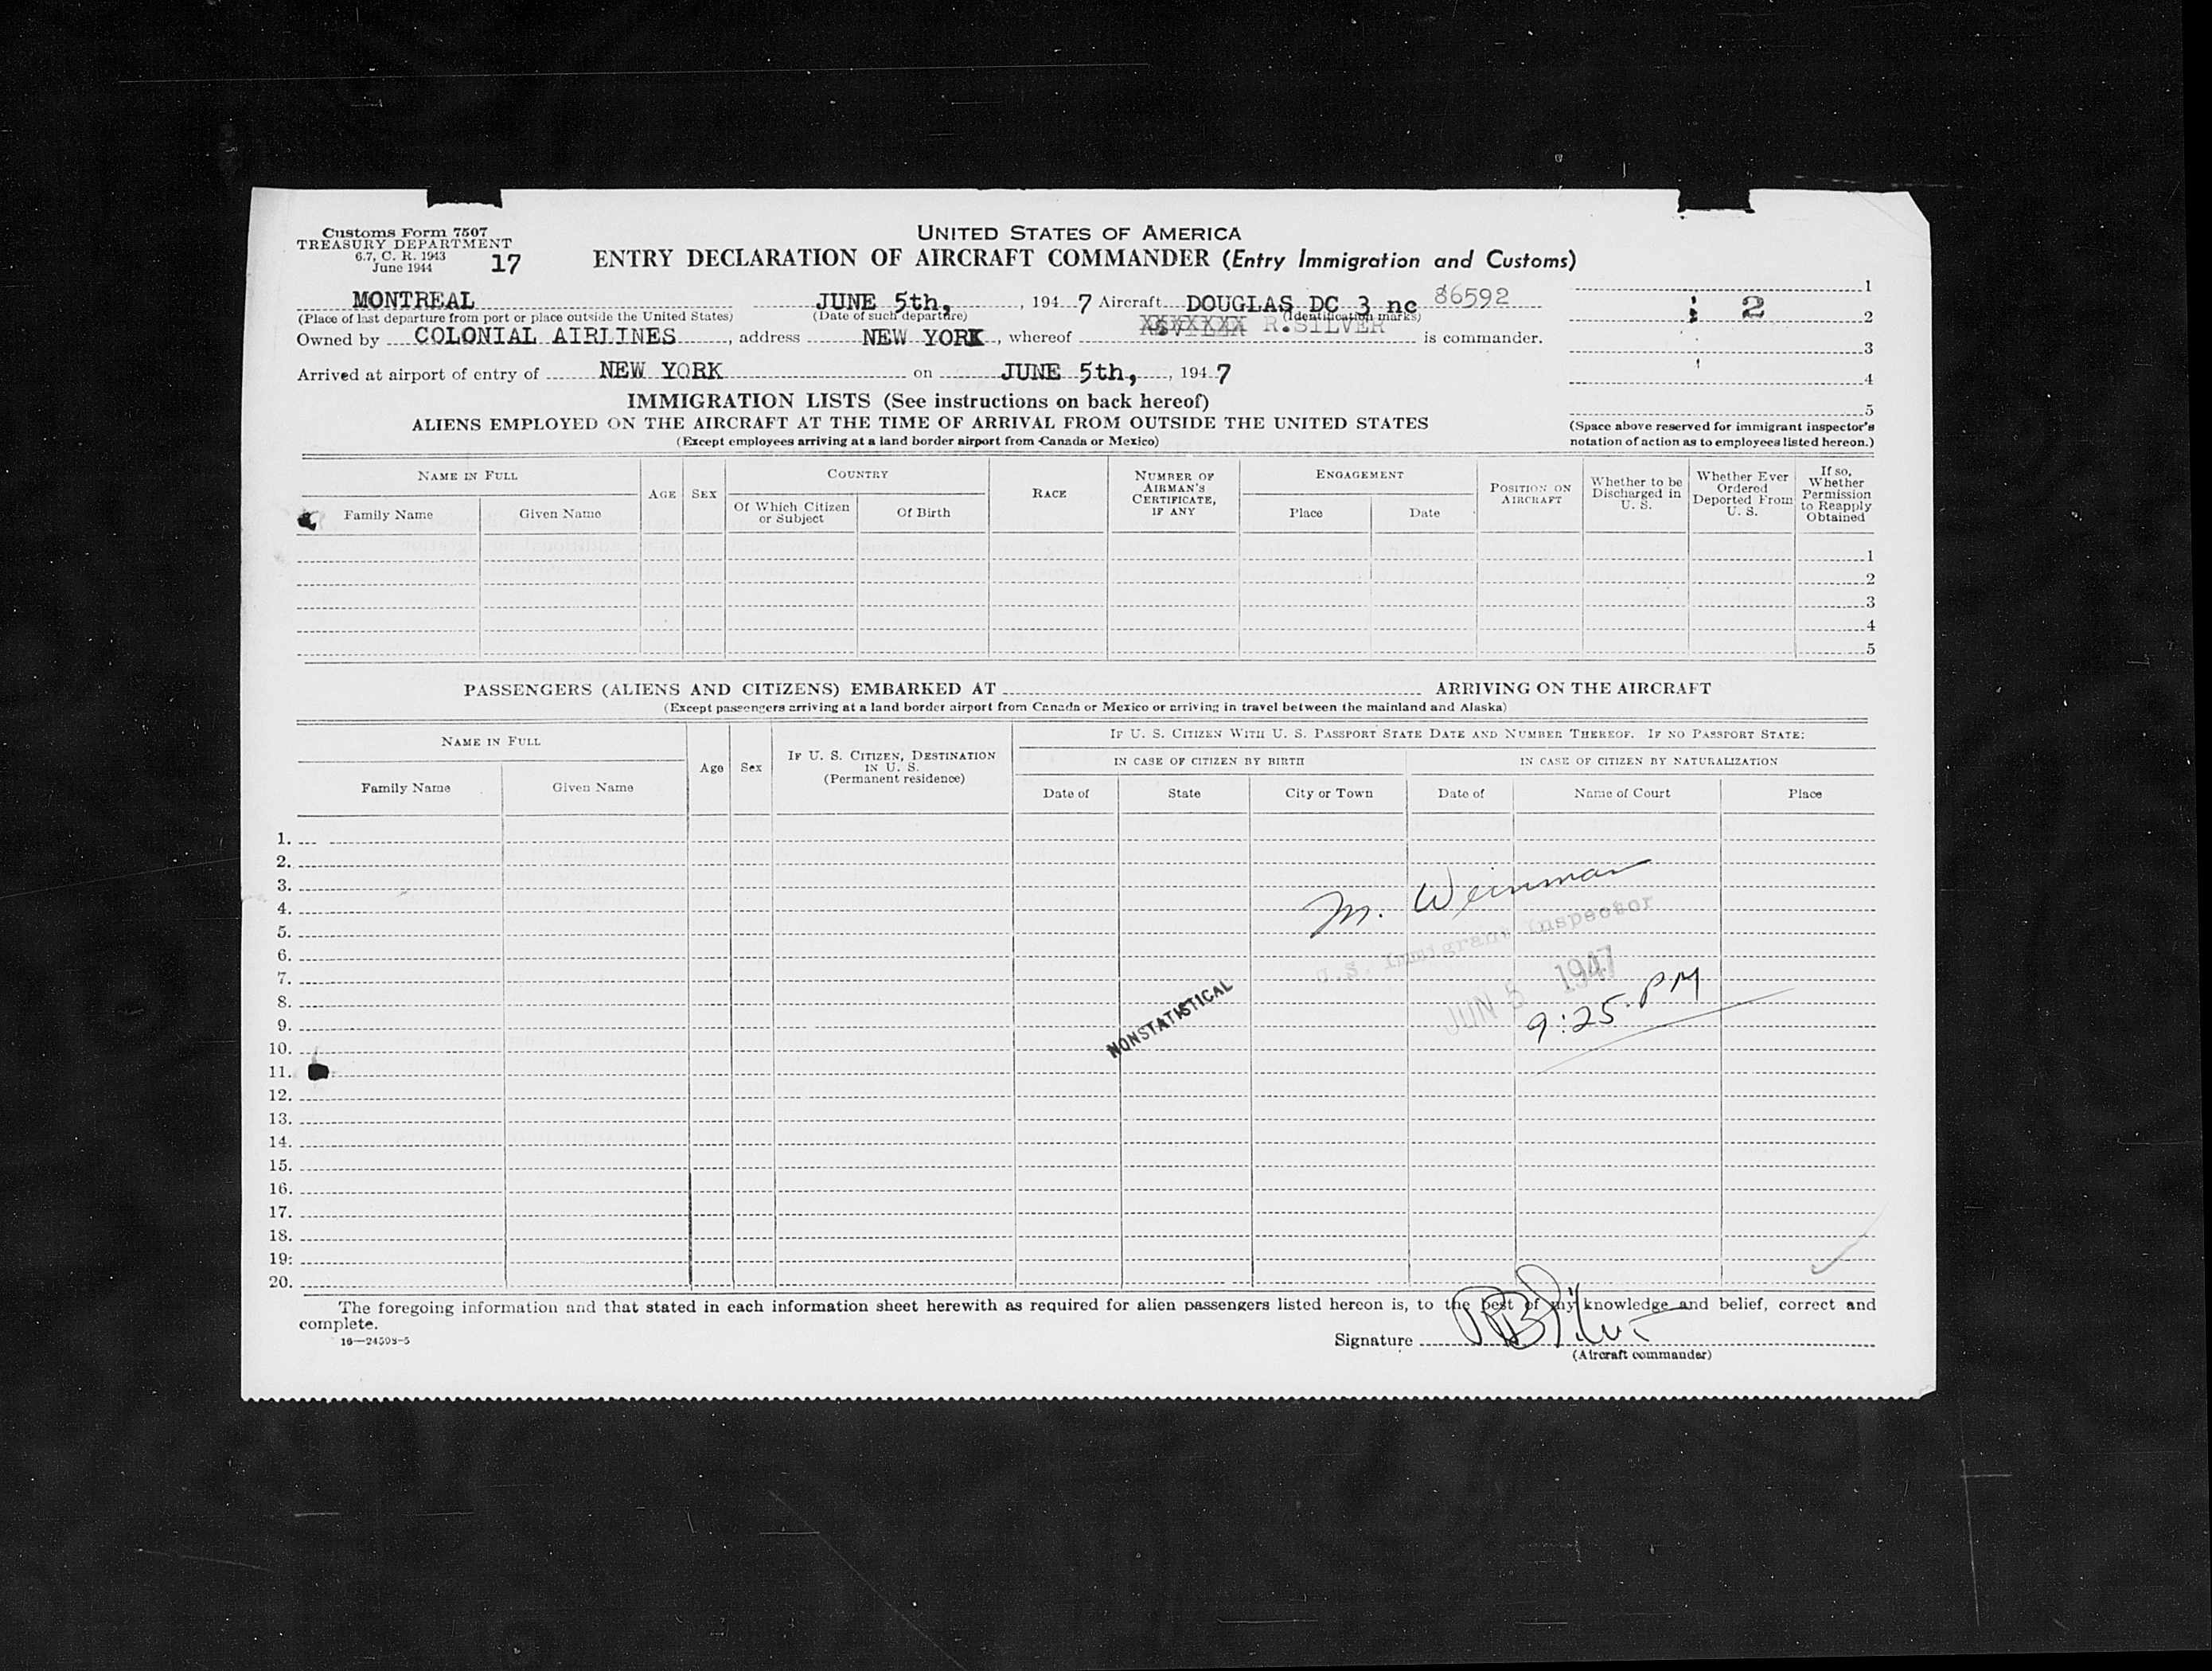 Customs Form 7507
TREASURY DEPARTMENT
6.7, C. R. 1943
June 1944
17
UNITED STATES OF AMERICA
ENTRY DECLARATION OF AIRCRAFT COMMANDER (Entry Immigration and Customs)
MONTREAL JUNE 5th, , 194 7 Aircraft DOUGLAS DC 3 nc 86592
(Place of last departure from port or place outside the United States) (Date of such departure) (Identification marks)
Owned by COLONIAL AIRLINES , address NEW YORK , whereof R.SILVER is commander.
Arrived at airport of entry of NEW YORK on JUNE 5th, , 194 7
1
: 2 2
3
4
5
(Space above reserved for immigrant inspector's
notation of action as to employees listed hereon.)
IMMIGRATION LISTS (See instructions on back hereof)
ALIENS EMPLOYED ON THE AIRCRAFT AT THE TIME OF ARRIVAL FROM OUTSIDE THE UNITED STATES
(Except employees arriving at a land border airport from Canada or Mexico)
NAME IN FULL
Family Name Given Name
AGE
SEX
COUNTRY
Of Which Citizen
or Subject
Of Birth
RACE
NUMBER OF
AIRMAN'S
CERTIFICATE,
IF ANY
ENGAGEMENT
Place Date
POSITION ON
AIRCRAFT
Whether to be
Discharged in
U. S.
Whether Ever
Ordered
Deported From
U. S.
If so,
Whether
Permission
to Reapply
Obtained
1
2
3
4
5
PASSENGERS (ALIENS AND CITIZENS) EMBARKED AT ARRIVING ON THE AIRCRAFT
(Except passengers arriving at a land border airport from Canada or Mexico or arriving in travel between the mainland and Alaska)
NAME IN FULL
Family Name Given Name
Age
Sex
IF U. S. CITIZEN, DESTINATION
IN U. S.
(Permanent residence)
IF U. S. CITIZEN WITH U. S. PASSPORT STATE DATE AND NUMBER THEREOF. IF NO PASSPORT STATE:
IN CASE OF CITIZEN BY BIRTH IN CASE OF CITIZEN BY NATURALIZATION
Date of State City or Town Date of Name of Court Place
1.
2.
3.
4.
5.
6.
7.
8.
9.
10.
11.
12.
13.
14.
15.
16.
17.
18.
19.
20.
M. Weinman
U.S. Immigrant Inspector
JUN 5 1947
9:25 PM
NONSTATISTICAL
The foregoing information and that stated in each information sheet herewith as required for alien passengers listed hereon is, to the best of my knowledge and belief, correct and
complete.
16—24598-5
Signature RB Silver
(Aircraft commander)